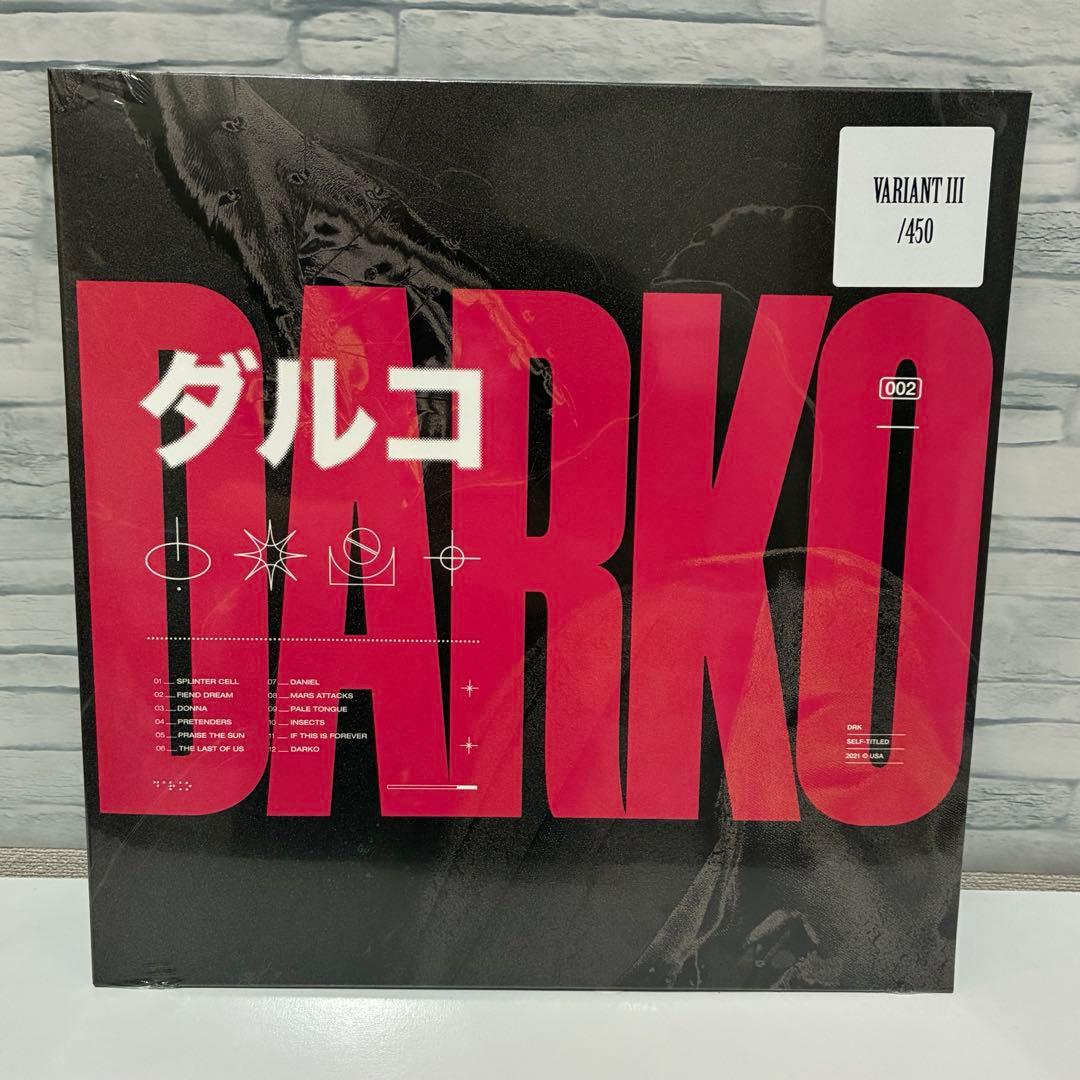 VARIANT III
/450
DARKO
ダルコ
002
01 SPLINTER CELL
02 FIEND DREAM
03 DONNA
04 PRETENDERS
05 PRAISE THE SUN
06 THE LAST OF US
07 DANIEL
08 MARS ATTACKS
09 PALE TONGUE
10 INSECTS
11 IF THIS IS FOREVER
12 DARKO
DRK
SELF-TITLED
2021 © USA